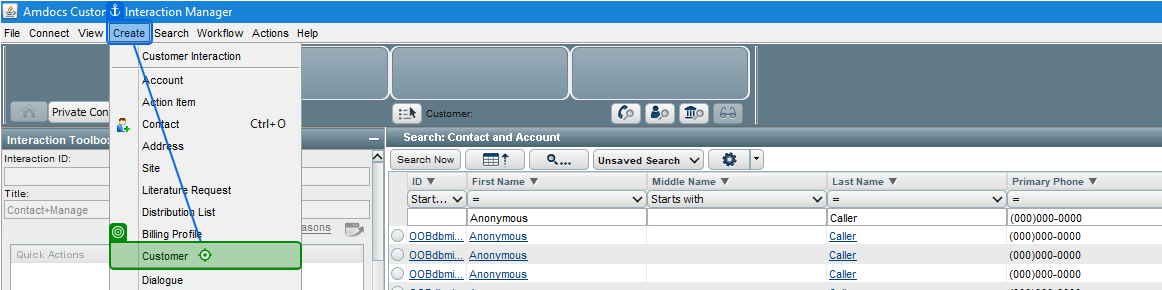 Amdocs Custo Interaction Manager
File Connect View Create Search Workflow Actions Help
Customer Interaction
Account
Action Item
Contact Ctrl+O
Address
Site
Literature Request
Distribution List
Billing Profile
Customer
Dialogue
Private Con
Customer:
Interaction Toolbox
Interaction ID:
Title:
Contact+Manage
asons
Quick Actions
Search: Contact and Account
Search Now ... Unsaved Search
ID First Name Middle Name Last Name Primary Phone
Start... = Starts with = =
Anonymous Caller (000)000-0000
OOBdbmi... Anonymous Caller (000)000-0000
OOBdbmi... Anonymous Caller (000)000-0000
OOBdbmi... Anonymous Caller (000)000-0000